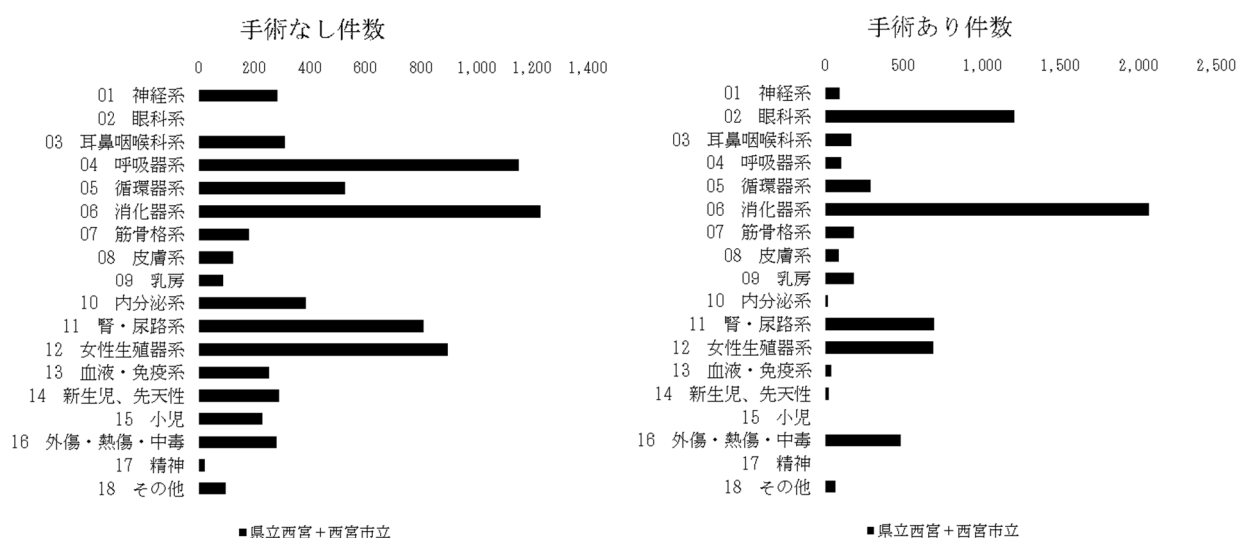 手術なし件数
0 200 400 600 800 1,000 1,200 1,400
01 神経系
02 眼科系
03 耳鼻咽喉科系
04 呼吸器系
05 循環器系
06 消化器系
07 筋骨格系
08 皮膚系
09 乳房
10 内分泌系
11 腎・尿路系
12 女性生殖器系
13 血液・免疫系
14 新生児、先天性
15 小児
16 外傷・熱傷・中毒
17 精神
18 その他
■県立西宮+西宮市立
手術あり件数
0 500 1,000 1,500 2,000 2,500
01 神経系
02 眼科系
03 耳鼻咽喉科系
04 呼吸器系
05 循環器系
06 消化器系
07 筋骨格系
08 皮膚系
09 乳房
10 内分泌系
11 腎・尿路系
12 女性生殖器系
13 血液・免疫系
14 新生児、先天性
15 小児
16 外傷・熱傷・中毒
17 精神
18 その他
■県立西宮+西宮市立